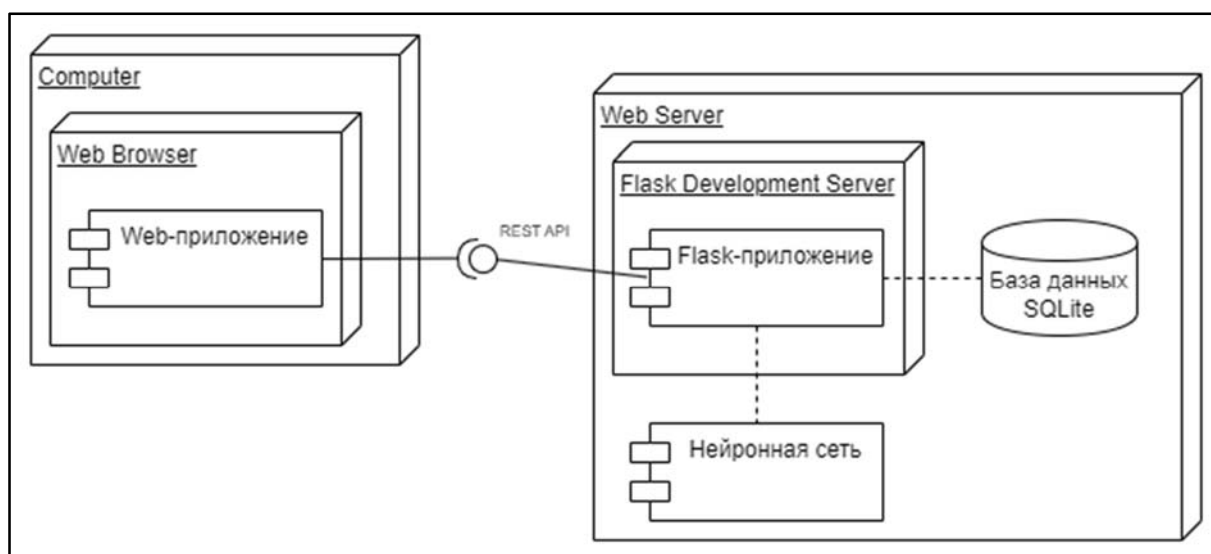 Computer
Web Browser
Web-приложение
REST API
Web Server
Flask Development Server
Flask-приложение
База данных
SQLite
Нейронная сеть